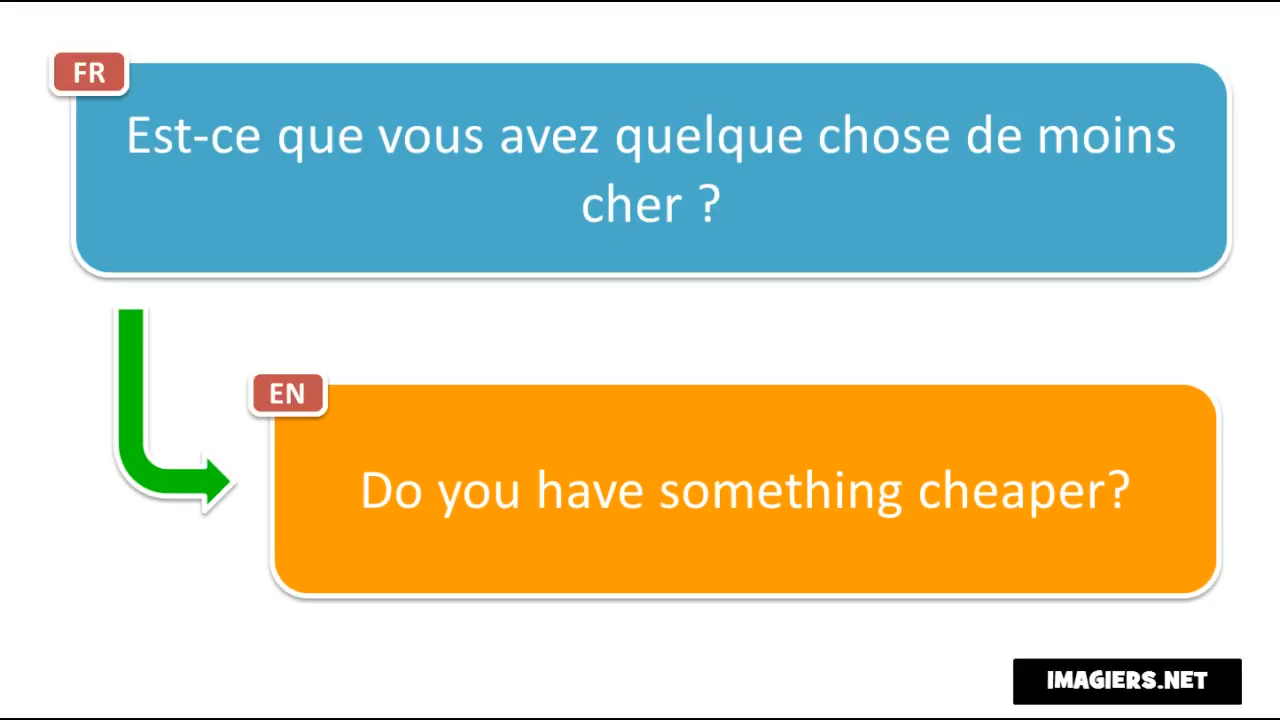 FR
Est-ce que vous avez quelque chose de moins
cher ?
EN
Do you have something cheaper?
IMAGIERS.NET